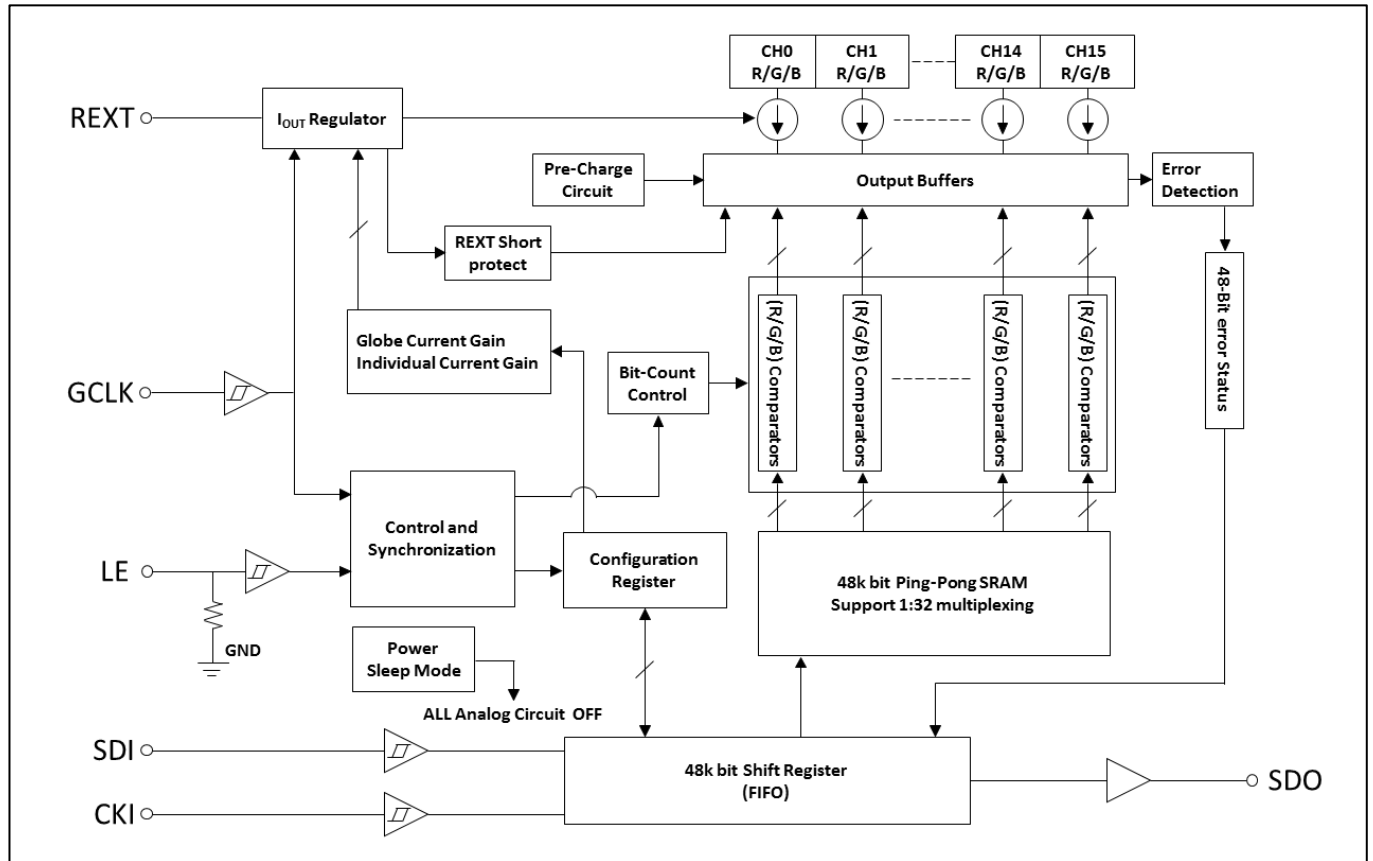 CH0
R/G/B
CH1
R/G/B
CH14
R/G/B
CH15
R/G/B
REXT
IOUT Regulator
Pre-Charge
Circuit
Output Buffers
Error
Detection
REXT Short
protect
48-Bit error Status
Globe Current Gain
Individual Current Gain
(R/G/B) Comparators
(R/G/B) Comparators
(R/G/B) Comparators
(R/G/B) Comparators
GCLK
Bit-Count
Control
Control and
Synchronization
LE
Configuration
Register
48k bit Ping-Pong SRAM
Support 1:32 multiplexing
GND
Power
Sleep Mode
ALL Analog Circuit OFF
SDI
48k bit Shift Register
(FIFO)
SDO
CKI